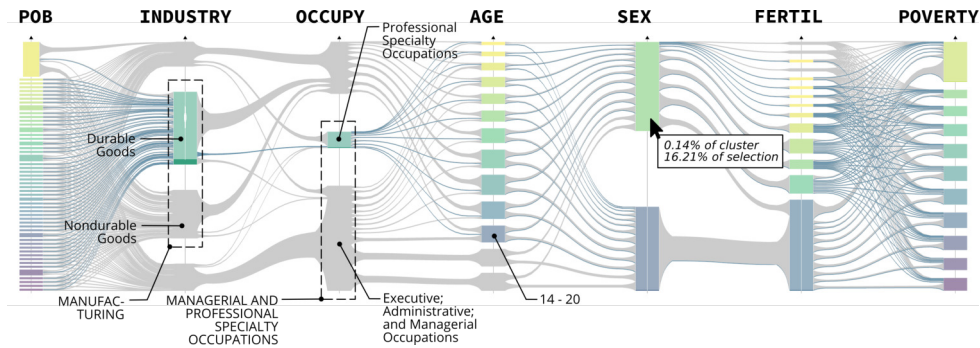 POB INDUSTRY OCCUPY AGE SEX FERTIL POVERTY
Professional
Specialty
Occupations
Durable
Goods
0.14% of cluster
16.21% of selection
Nondurable
Goods
MANUFAC-
TURING
MANAGERIAL AND
PROFESSIONAL
SPECIALTY
OCCUPATIONS
Executive;
Administrative;
and Managerial
Occupations
14 - 20